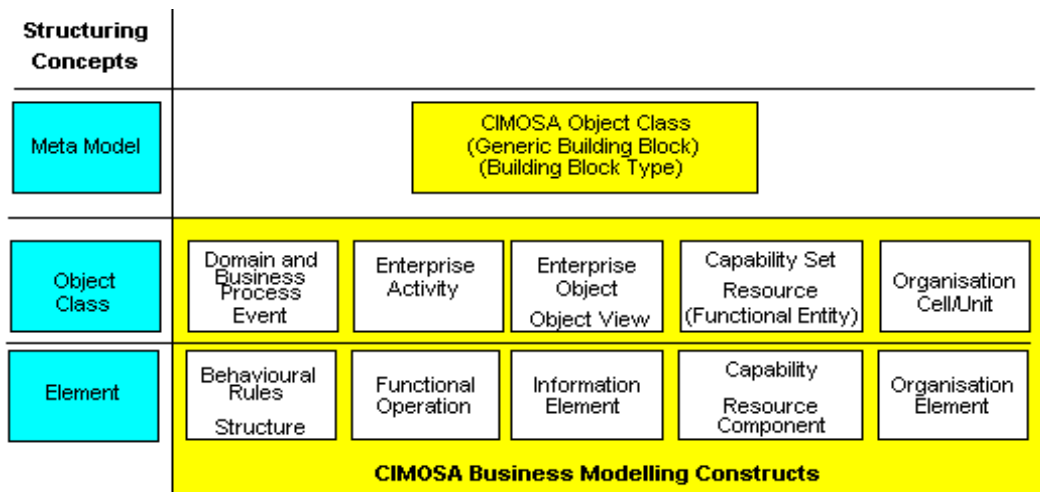 Structuring
Concepts
Meta Model
CIMOSA Object Class
(Generic Building Block)
(Building Block Type)
Object
Class
Domain and
Business
Process
Event
Enterprise
Activity
Enterprise
Object
Object View
Capability Set
Resource
(Functional Entity)
Organisation
Cell/Unit
Element
Behavioural
Rules
Structure
Functional
Operation
Information
Element
Capability
Resource
Component
Organisation
Element
CIMOSA Business Modelling Constructs